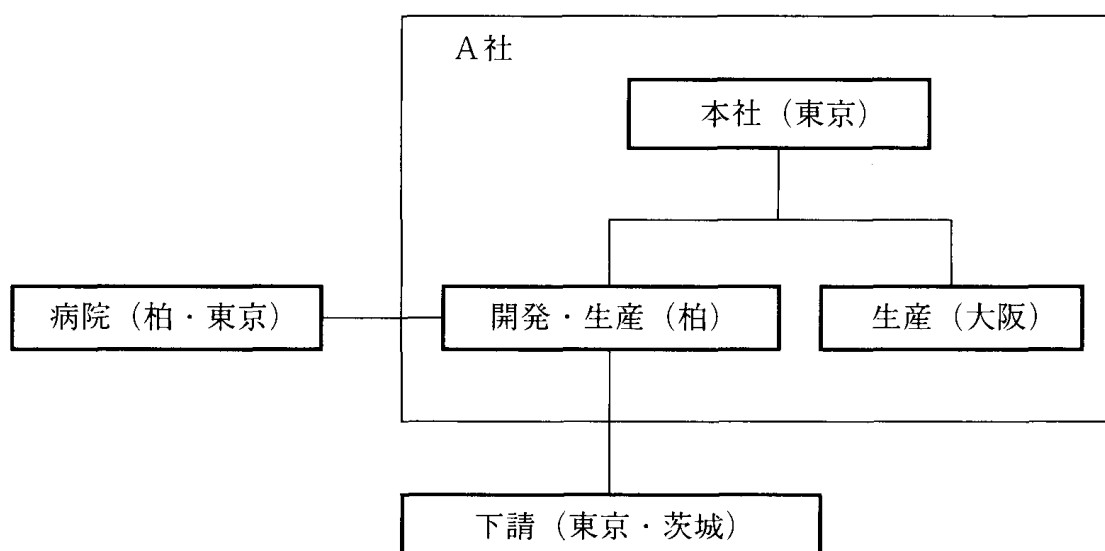 A社
本社（東京）
病院（柏・東京）
開発・生産（柏）
生産（大阪）
下請（東京・茨城）